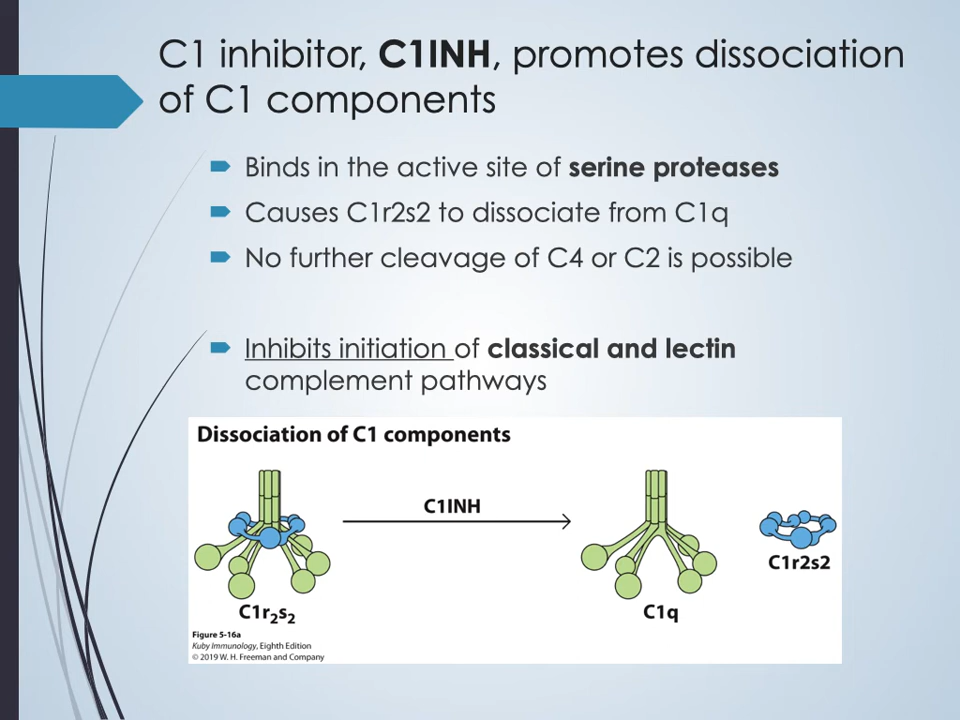 C1 inhibitor, C1INH, promotes dissociation
of C1 components
Binds in the active site of serine proteases
Causes C1r2s2 to dissociate from C1q
No further cleavage of C4 or C2 is possible
Inhibits initiation of classical and lectin
complement pathways
Dissociation of C1 components
C1INH
C1r₂s₂
C1q
C1r2s2
Figure 5-16a
Kuby Immunology, Eighth Edition
© 2019 W. H. Freeman and Company